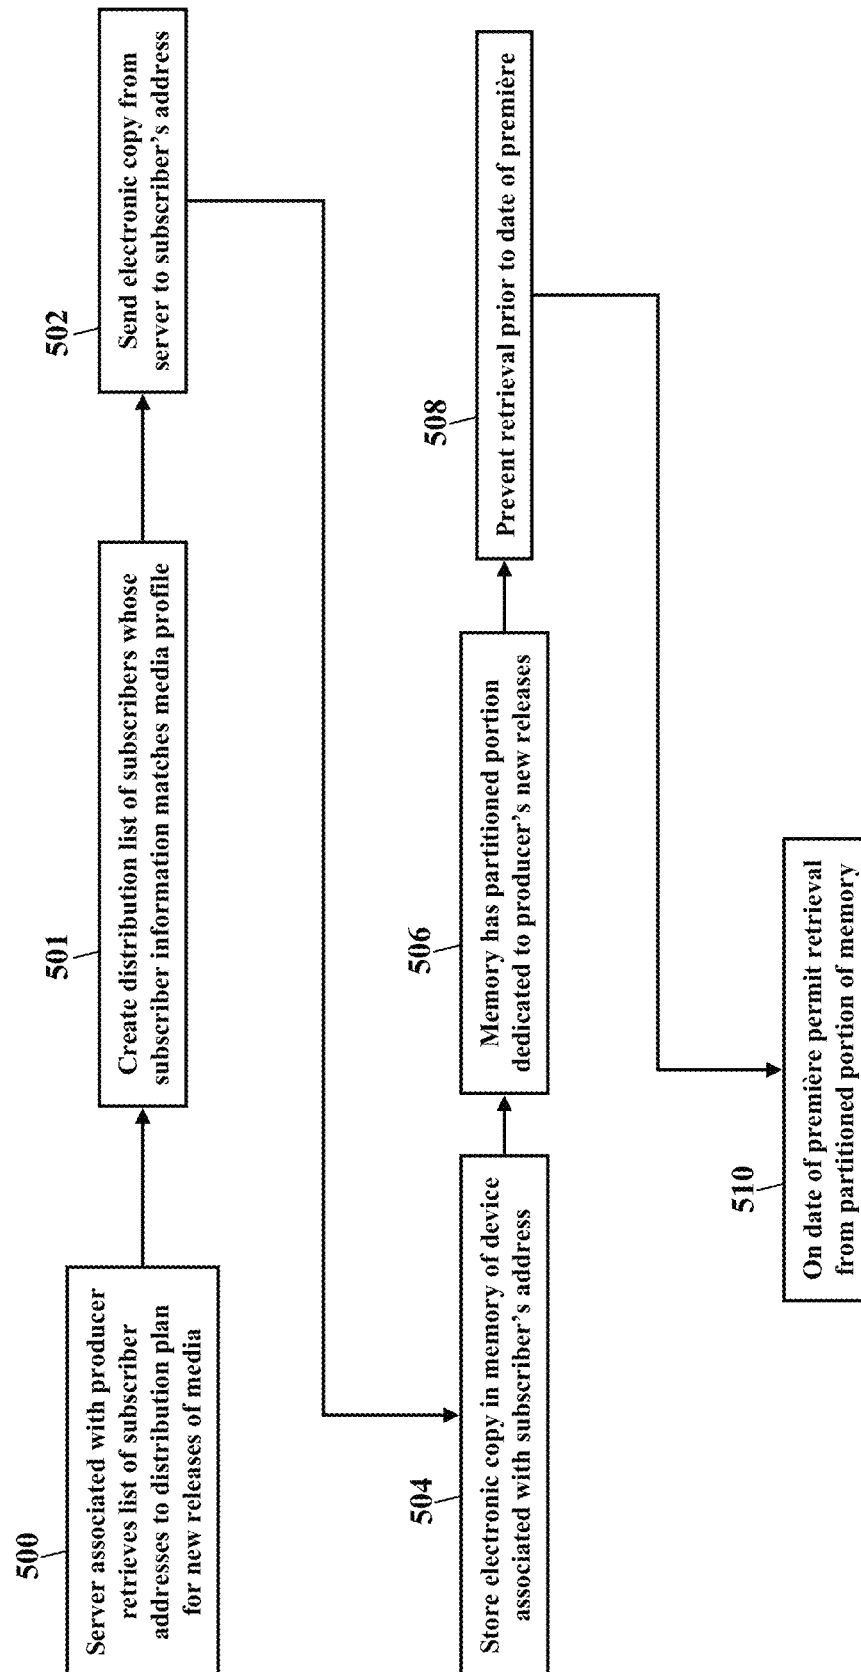 500
Server associated with producer
retrieves list of subscriber
addresses to distribution plan
for new releases of media
501
Create distribution list of subscribers whose
subscriber information matches media profile
502
Send electronic copy from
server to subscriber's address
504
Store electronic copy in memory of device
associated with subscriber's address
506
Memory has partitioned portion
dedicated to producer's new releases
508
Prevent retrieval prior to date of première
510
On date of première permit retrieval
from partitioned portion of memory